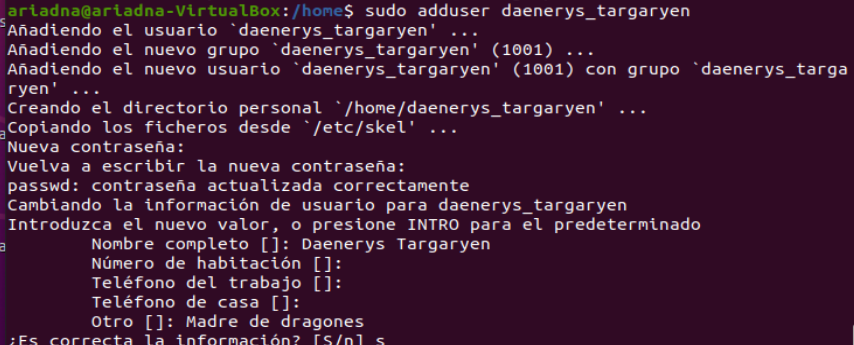 ariadna@ariadna-VirtualBox:/home$ sudo adduser daenerys_targaryen
Añadiendo el usuario `daenerys_targaryen' ...
Añadiendo el nuevo grupo `daenerys_targaryen' (1001) ...
Añadiendo el nuevo usuario `daenerys_targaryen' (1001) con grupo `daenerys_targa
ryen' ...
Creando el directorio personal `/home/daenerys_targaryen' ...
Copiando los ficheros desde `/etc/skel' ...
Nueva contraseña:
Vuelva a escribir la nueva contraseña:
passwd: contraseña actualizada correctamente
Cambiando la información de usuario para daenerys_targaryen
Introduzca el nuevo valor, o presione INTRO para el predeterminado
Nombre completo []: Daenerys Targaryen
Número de habitación []:
Teléfono del trabajo []:
Teléfono de casa []:
Otro []: Madre de dragones
¿Es correcta la información? [S/n] s